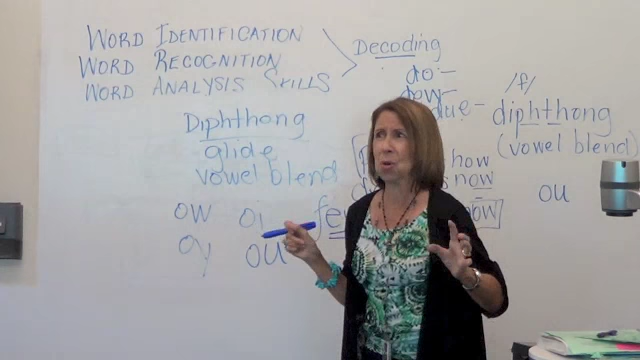 WORD IDENTIFICATION
WORD RECOGNITION
WORD ANALYSIS SKILLS
Decoding
do-
dow-
due-
/f/
diphthong
(vowel blend)
Diphthong
glide
vowel blend
how
now
ow oi
oy ou
ou